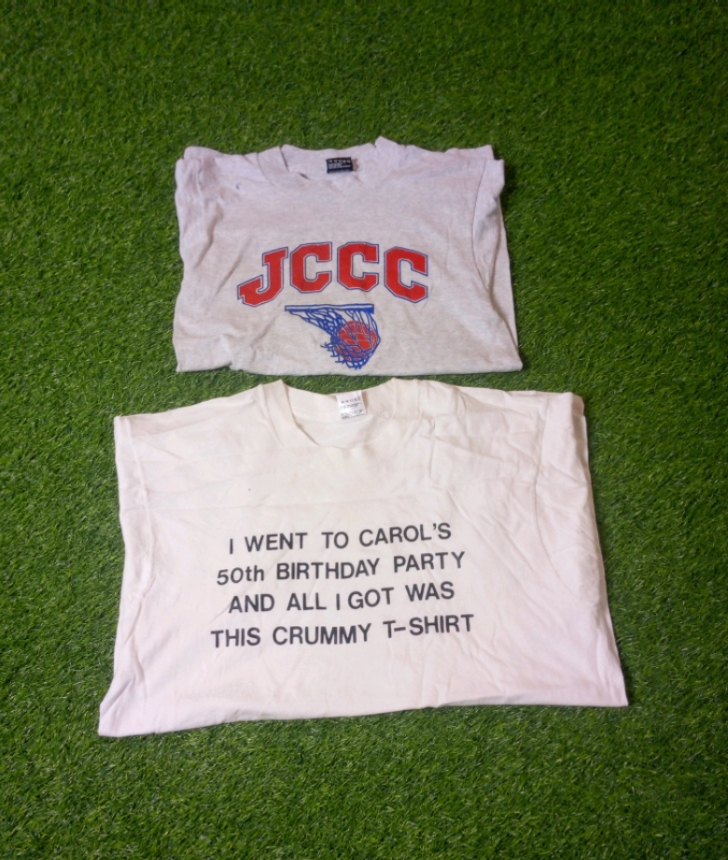 JCCC
I WENT TO CAROL'S
50th BIRTHDAY PARTY
AND ALL I GOT WAS
THIS CRUMMY T-SHIRT